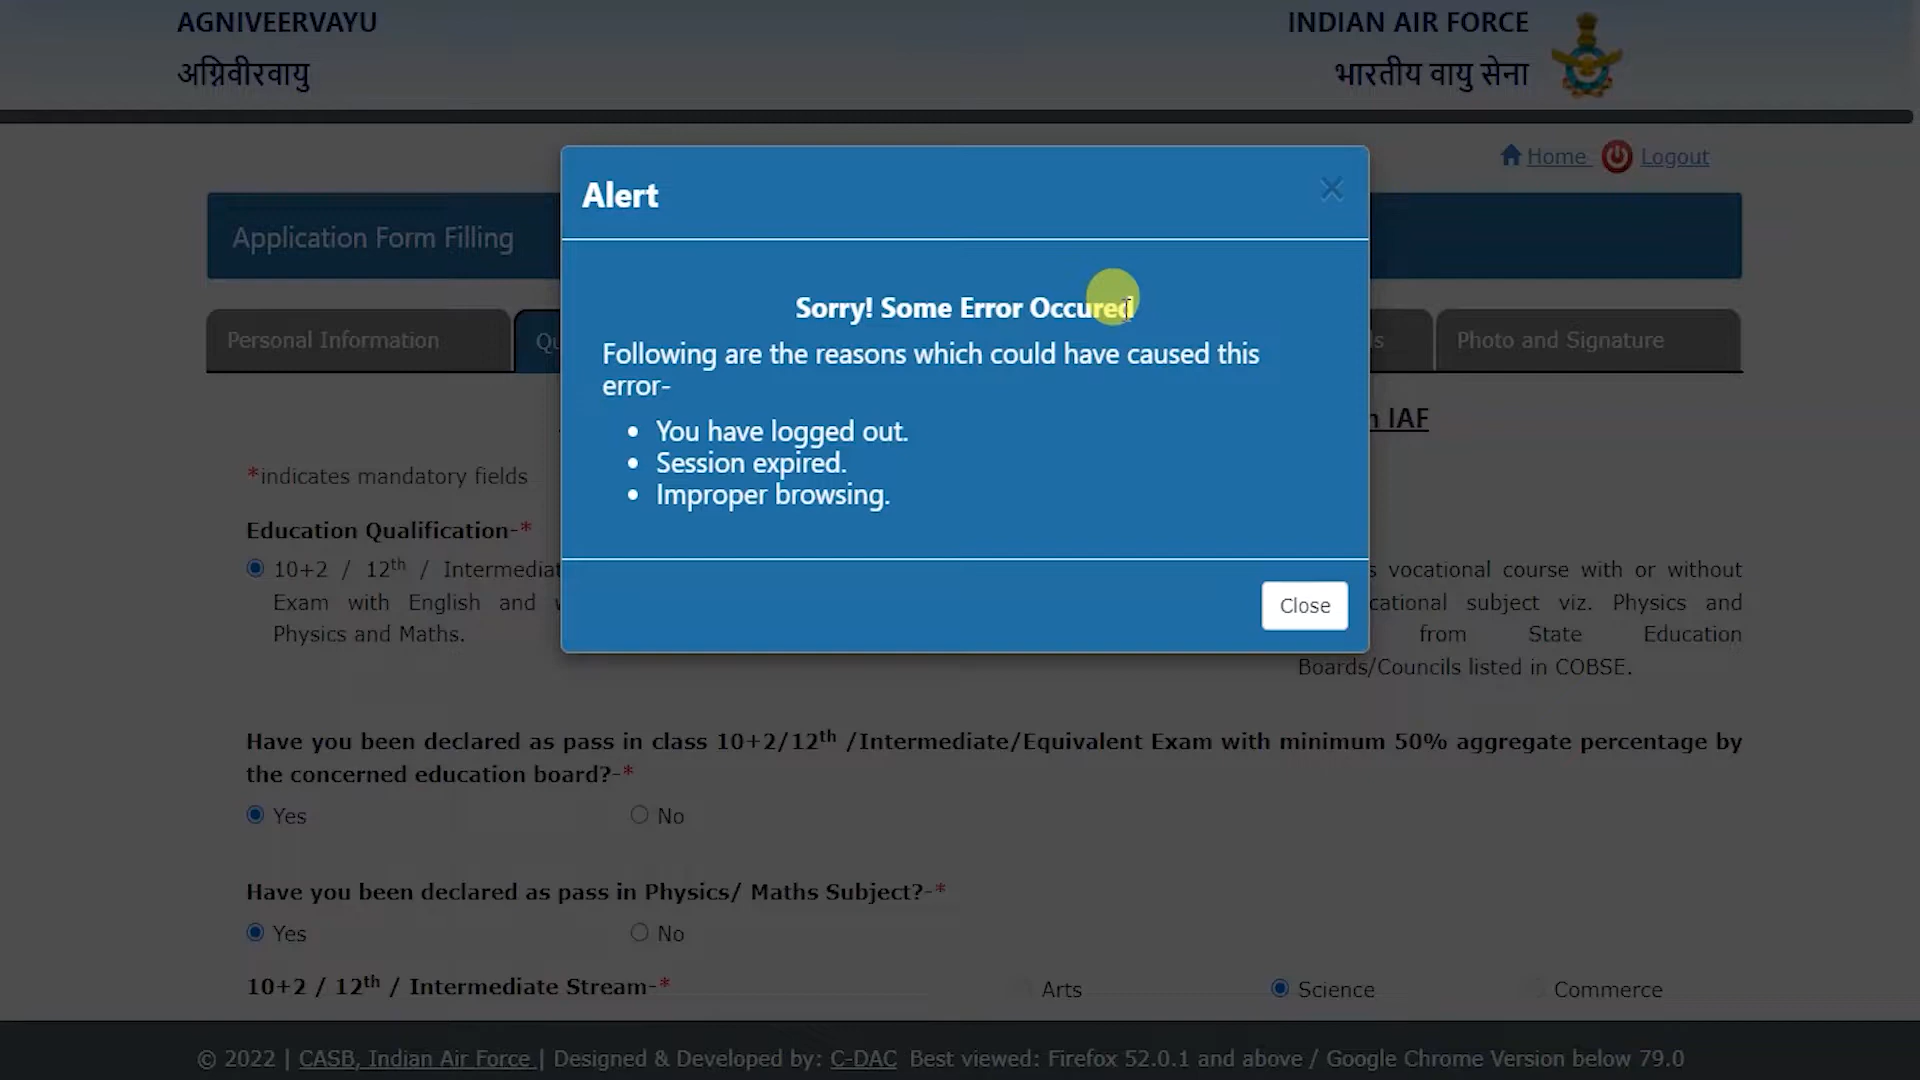 AGNIVEERVAYU
अग्निवीरवायु
INDIAN AIR FORCE
भारतीय वायु सेना
Home Logout
Alert
×
Application Form Filling
Sorry! Some Error Occured
Following are the reasons which could have caused this
error-
• You have logged out.
• Session expired.
• Improper browsing.
Close
Personal Information
Photo and Signature
IAF
*indicates mandatory fields
Education Qualification-*
10+2 / 12th / Intermediat
Exam with English and
Physics and Maths.
vocational course with or without
cational subject viz. Physics and
from State Education
Boards/Councils listed in COBSE.
Have you been declared as pass in class 10+2/12th /Intermediate/Equivalent Exam with minimum 50% aggregate percentage by
the concerned education board?-*
Yes No
Have you been declared as pass in Physics/ Maths Subject?-*
Yes No
10+2 / 12th / Intermediate Stream-* Arts Science Commerce
© 2022 | CASB, Indian Air Force | Designed & Developed by: C-DAC Best viewed: Firefox 52.0.1 and above / Google Chrome Version below 79.0